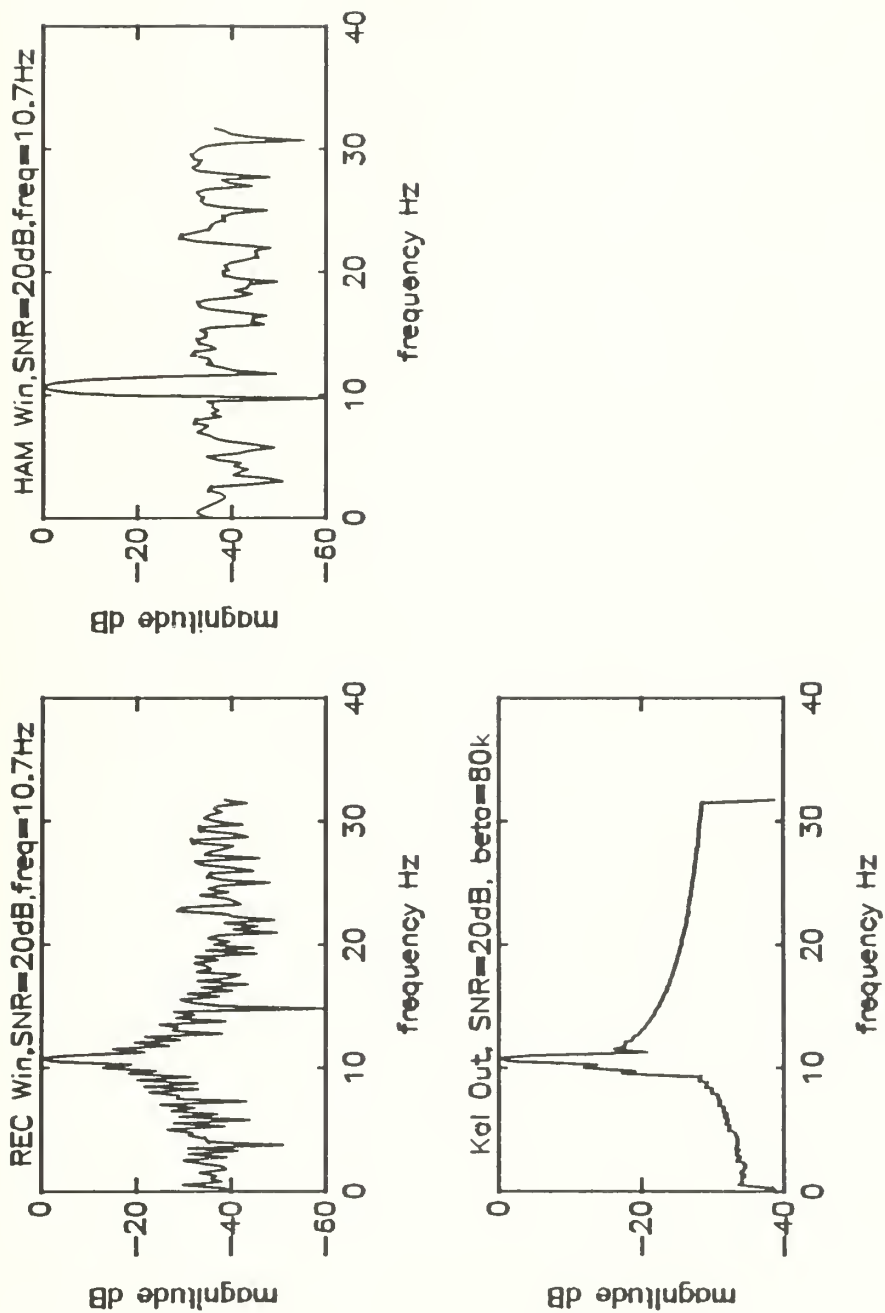 REC Win,SNR=20dB,freq=10.7Hz
0
-20
-40
-60
magnitude dB
0
10
20
30
40
frequency Hz
HAM Win,SNR=20dB,freq=10.7Hz
0
-20
-40
-60
magnitude dB
0
10
20
30
40
frequency Hz
Kal Out, SNR=20dB, beta=80k
0
-20
-40
magnitude dB
0
10
20
30
40
frequency Hz